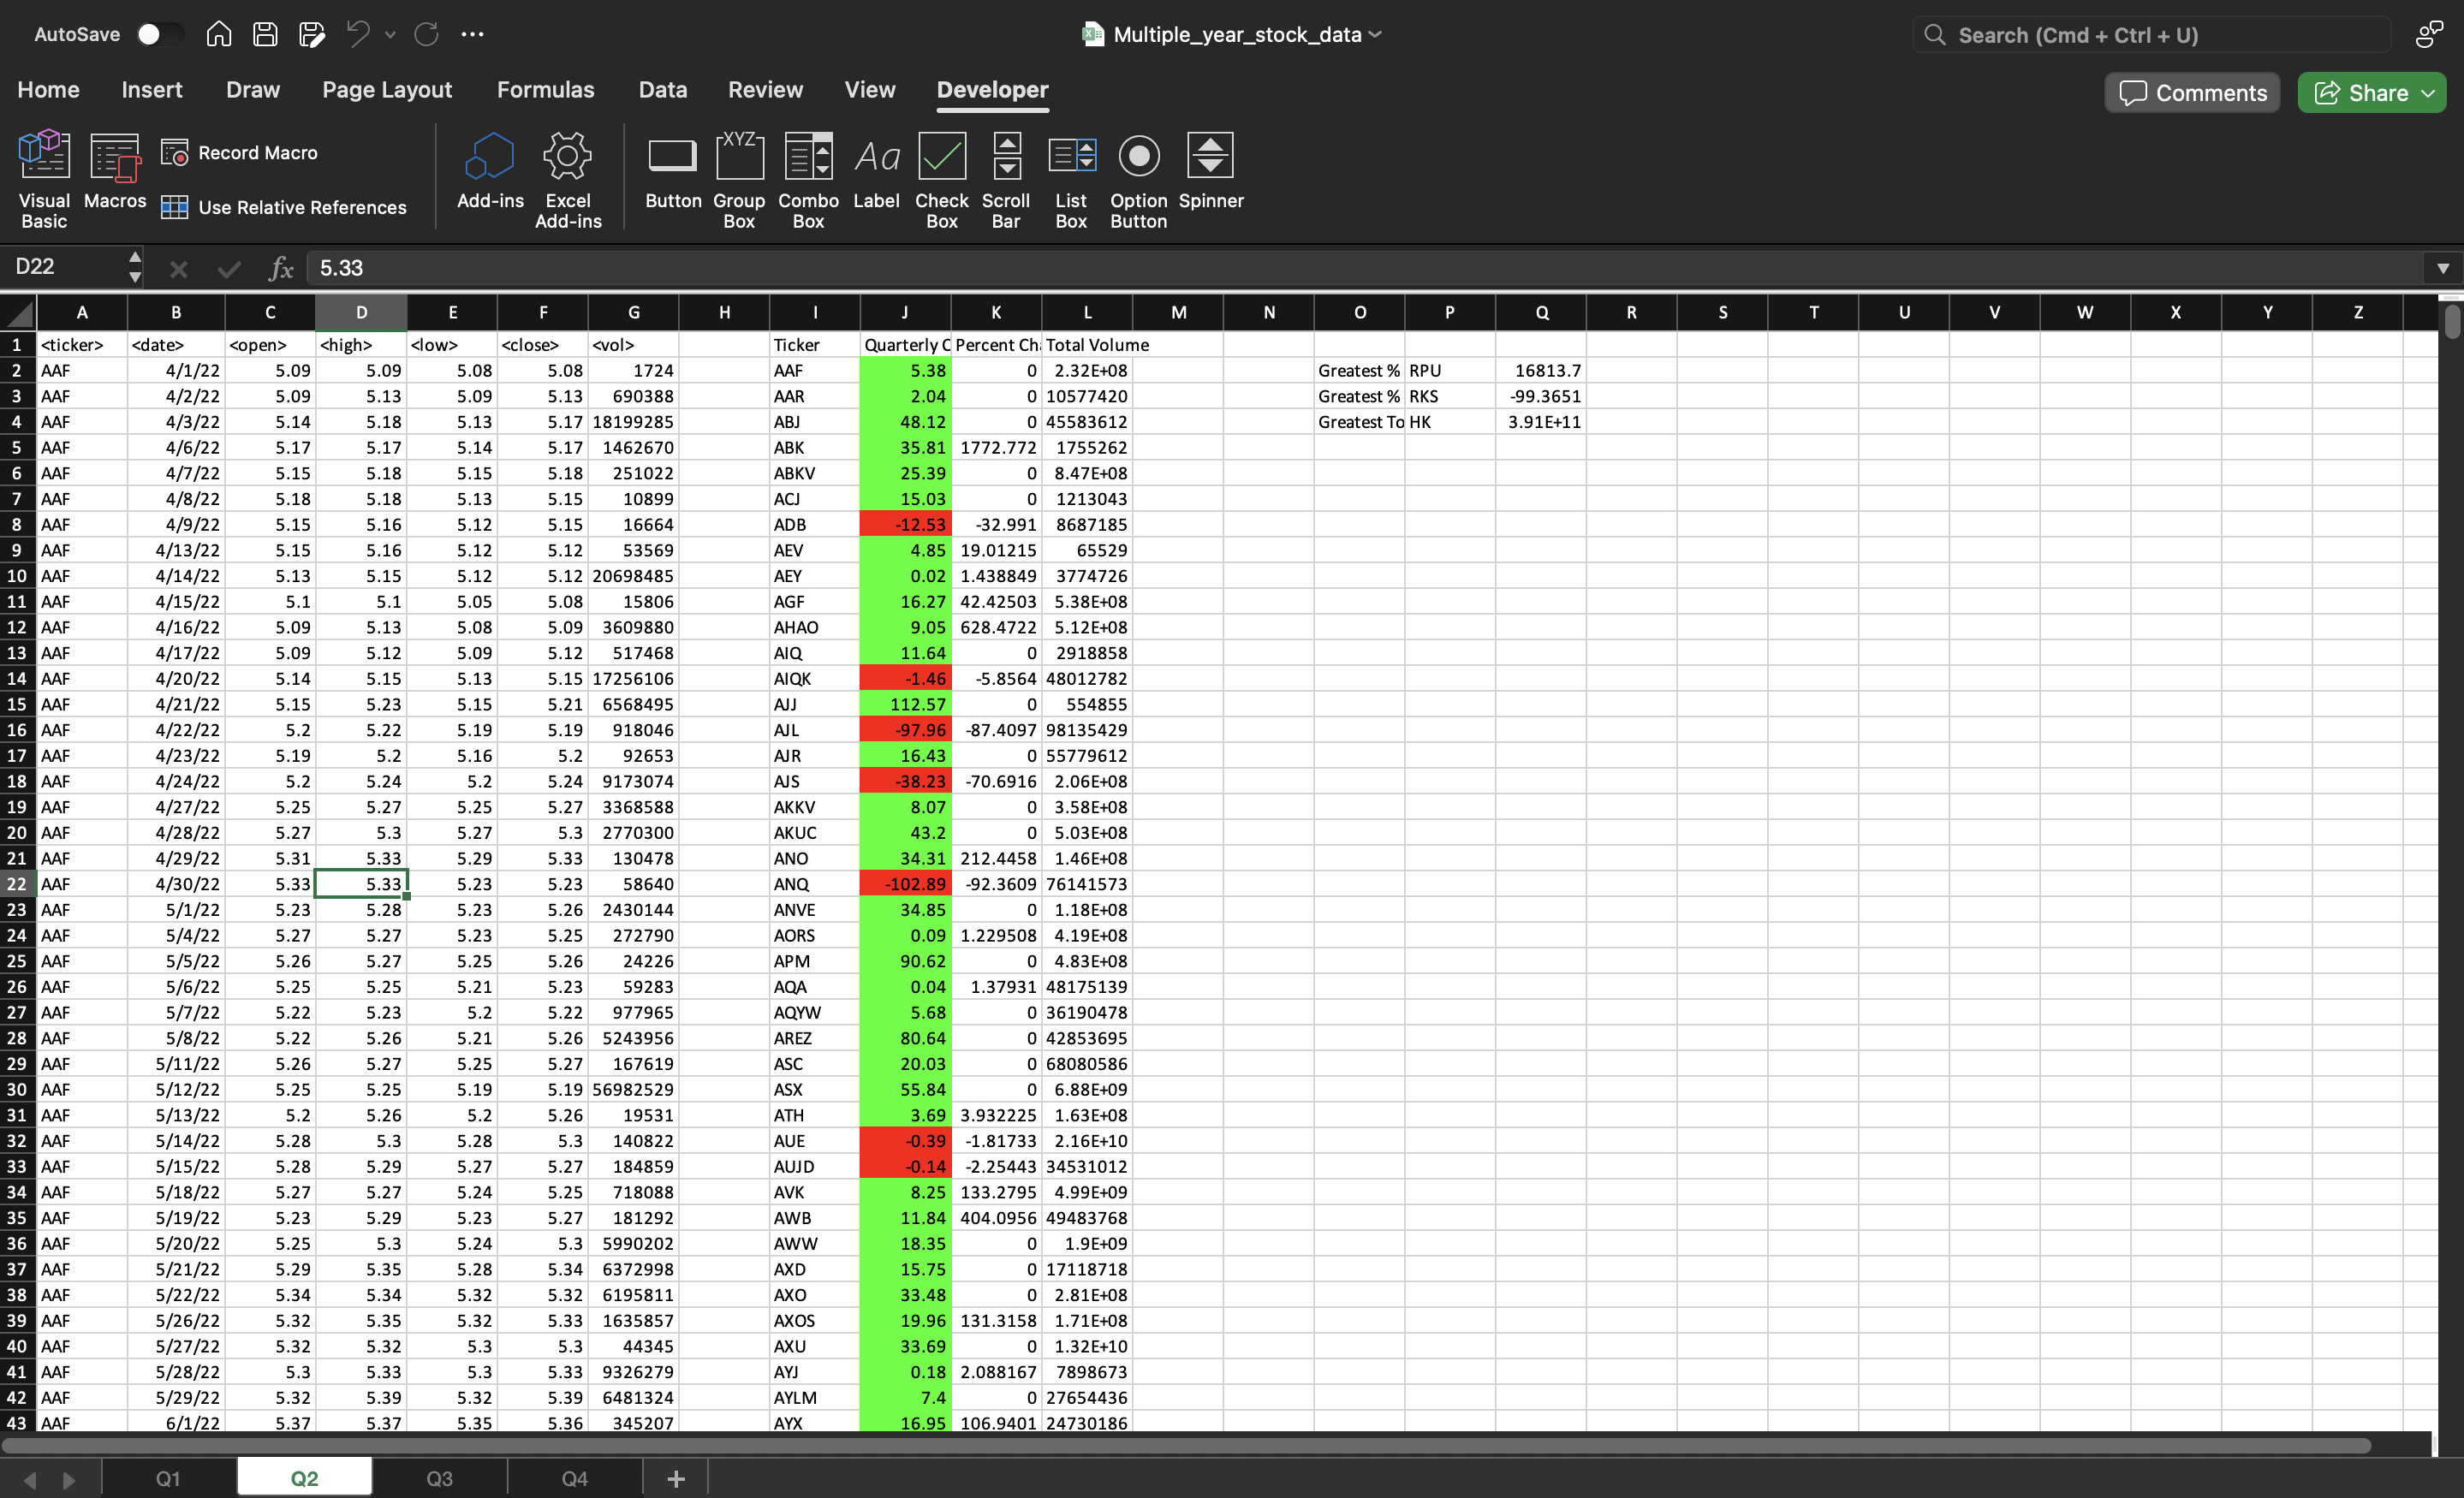 AutoSave
Multiple_year_stock_data
Search (Cmd + Ctrl + U)
Home Insert Draw Page Layout Formulas Data Review View Developer
Comments Share
Visual Basic
Macros
Record Macro
Use Relative References
Add-ins
Excel Add-ins
Button
Group Box
XYZ
Combo Box
Aa
Label
Check Box
Scroll Bar
List Box
Option Button
Spinner
D22 fx 5.33
A B C D E F G H I J K L M N O P Q R S T U V W X Y Z
1 <ticker> <date> <open> <high> <low> <close> <vol> Ticker Quarterly C Percent Ch Total Volume
2 AAF 4/1/22 5.09 5.09 5.08 5.08 1724 AAF 5.38 0 2.32E+08 Greatest % RPU 16813.7
3 AAF 4/2/22 5.09 5.13 5.09 5.13 690388 AAR 2.04 0 10577420 Greatest % RKS -99.3651
4 AAF 4/3/22 5.14 5.18 5.13 5.17 18199285 ABJ 48.12 0 45583612 Greatest To HK 3.91E+11
5 AAF 4/6/22 5.17 5.17 5.14 5.17 1462670 ABK 35.81 1772.772 1755262
6 AAF 4/7/22 5.15 5.18 5.15 5.18 251022 ABKV 25.39 0 8.47E+08
7 AAF 4/8/22 5.18 5.18 5.13 5.15 10899 ACJ 15.03 0 1213043
8 AAF 4/9/22 5.15 5.16 5.12 5.15 16664 ADB -12.53 -32.991 8687185
9 AAF 4/13/22 5.15 5.16 5.12 5.12 53569 AEV 4.85 19.01215 65529
10 AAF 4/14/22 5.13 5.15 5.12 5.12 20698485 AEY 0.02 1.438849 3774726
11 AAF 4/15/22 5.1 5.1 5.05 5.08 15806 AGF 16.27 42.42503 5.38E+08
12 AAF 4/16/22 5.09 5.13 5.08 5.09 3609880 AHAO 9.05 628.4722 5.12E+08
13 AAF 4/17/22 5.09 5.12 5.09 5.12 517468 AIQ 11.64 0 2918858
14 AAF 4/20/22 5.14 5.15 5.13 5.15 17256106 AIQK -1.46 -5.8564 48012782
15 AAF 4/21/22 5.15 5.23 5.15 5.21 6568495 AJJ 112.57 0 554855
16 AAF 4/22/22 5.2 5.22 5.19 5.19 918046 AJL -97.96 -87.4097 98135429
17 AAF 4/23/22 5.19 5.2 5.16 5.2 92653 AJR 16.43 0 55779612
18 AAF 4/24/22 5.2 5.24 5.2 5.24 9173074 AJS -38.23 -70.6916 2.06E+08
19 AAF 4/27/22 5.25 5.27 5.25 5.27 3368588 AKKV 8.07 0 3.58E+08
20 AAF 4/28/22 5.27 5.3 5.27 5.3 2770300 AKUC 43.2 0 5.03E+08
21 AAF 4/29/22 5.31 5.33 5.29 5.33 130478 ANO 34.31 212.4458 1.46E+08
22 AAF 4/30/22 5.33 5.33 5.23 5.23 58640 ANQ -102.89 -92.3609 76141573
23 AAF 5/1/22 5.23 5.28 5.23 5.26 2430144 ANVE 34.85 0 1.18E+08
24 AAF 5/4/22 5.27 5.27 5.23 5.25 272790 AORS 0.09 1.229508 4.19E+08
25 AAF 5/5/22 5.26 5.27 5.25 5.26 24226 APM 90.62 0 4.83E+08
26 AAF 5/6/22 5.25 5.25 5.21 5.23 59283 AQA 0.04 1.37931 48175139
27 AAF 5/7/22 5.22 5.23 5.2 5.22 977965 AQYW 5.68 0 36190478
28 AAF 5/8/22 5.22 5.26 5.21 5.26 5243956 AREZ 80.64 0 42853695
29 AAF 5/11/22 5.26 5.27 5.25 5.27 167619 ASC 20.03 0 68080586
30 AAF 5/12/22 5.25 5.25 5.19 5.19 56982529 ASX 55.84 0 6.88E+09
31 AAF 5/13/22 5.2 5.26 5.2 5.26 19531 ATH 3.69 3.932225 1.63E+08
32 AAF 5/14/22 5.28 5.3 5.28 5.3 140822 AUE -0.39 -1.81733 2.16E+10
33 AAF 5/15/22 5.28 5.29 5.27 5.27 184859 AUJD -0.14 -2.25443 34531012
34 AAF 5/18/22 5.27 5.27 5.24 5.25 718088 AVK 8.25 133.2795 4.99E+09
35 AAF 5/19/22 5.23 5.29 5.23 5.27 181292 AWB 11.84 404.0956 49483768
36 AAF 5/20/22 5.25 5.3 5.24 5.3 5990202 AWW 18.35 0 1.9E+09
37 AAF 5/21/22 5.29 5.35 5.28 5.34 6372998 AXD 15.75 0 17118718
38 AAF 5/22/22 5.34 5.34 5.32 5.32 6195811 AXO 33.48 0 2.81E+08
39 AAF 5/26/22 5.32 5.35 5.32 5.33 1635857 AXOS 19.96 131.3158 1.71E+08
40 AAF 5/27/22 5.32 5.32 5.3 5.3 44345 AXU 33.69 0 1.32E+10
41 AAF 5/28/22 5.3 5.33 5.3 5.33 9326279 AYJ 0.18 2.088167 7898673
42 AAF 5/29/22 5.32 5.39 5.32 5.39 6481324 AYLM 7.4 0 27654436
43 AAF 6/1/22 5.37 5.37 5.35 5.36 345207 AYX 16.95 106.9401 24730186
Q1 Q2 Q3 Q4 +